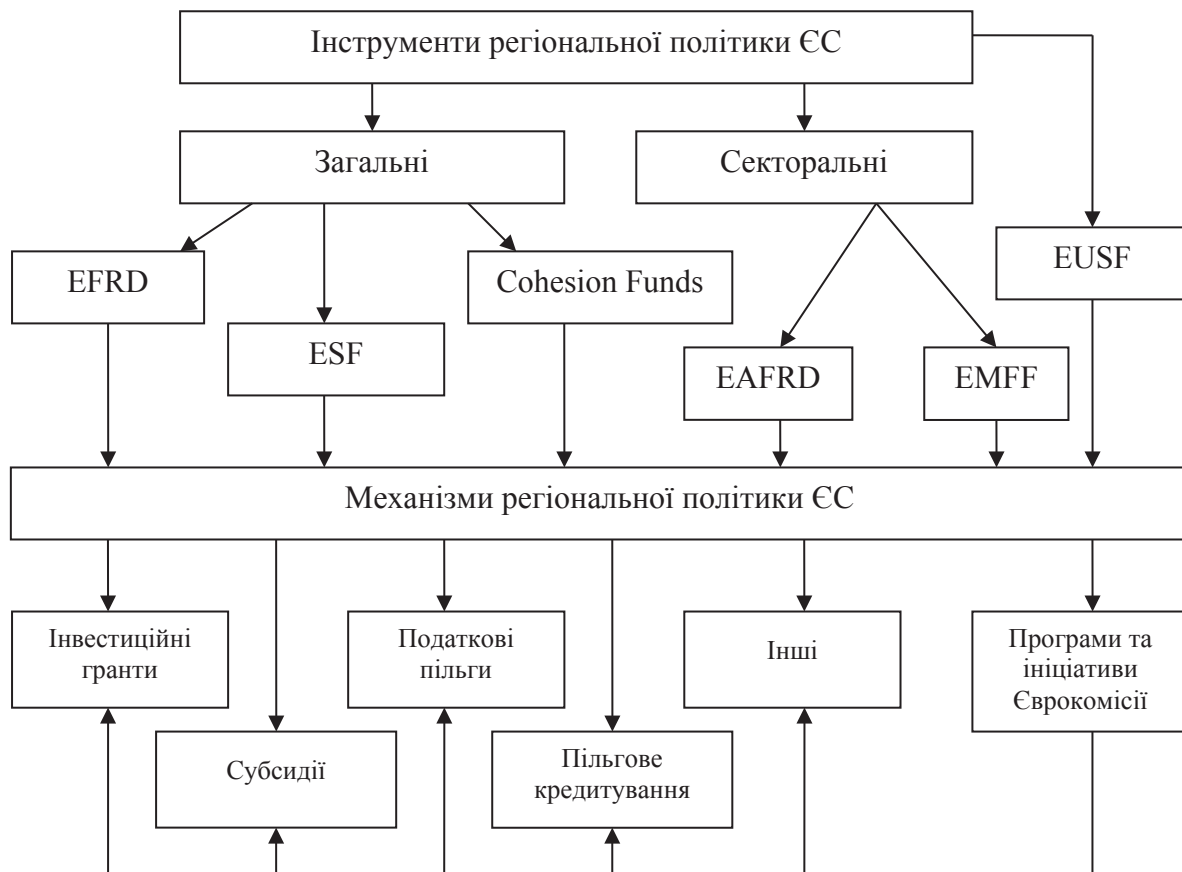 Інструменти регіональної політики ЄС
Загальні
Секторальні
EFRD
Cohesion Funds
EUSF
ESF
EAFRD
EMFF
Механізми регіональної політики ЄС
Інвестиційні
гранти
Податкові
пільги
Інші
Програми та
ініціативи
Єврокомісії
Субсидії
Пільгове
кредитування